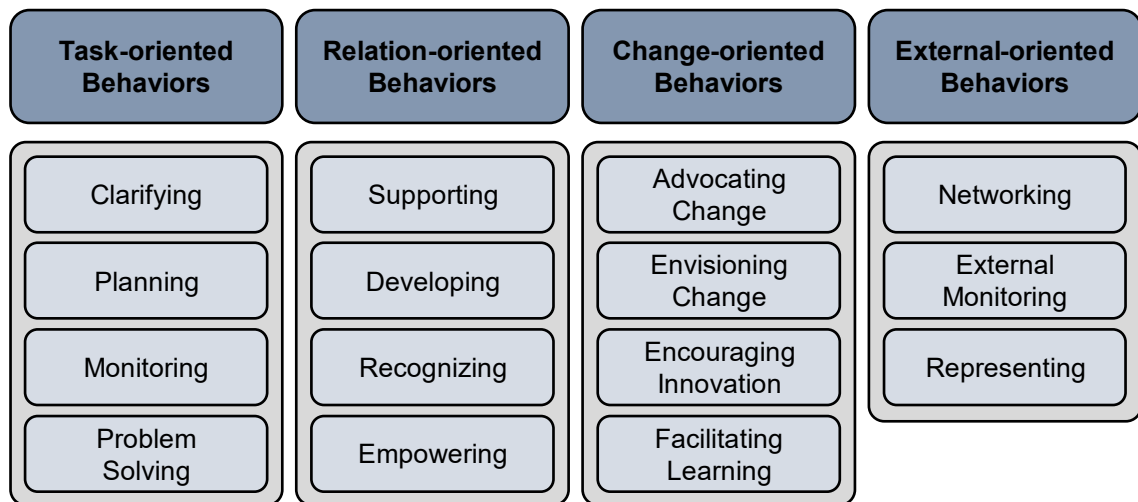 Task-oriented
Behaviors
Relation-oriented
Behaviors
Change-oriented
Behaviors
External-oriented
Behaviors
Clarifying
Planning
Monitoring
Problem
Solving
Supporting
Developing
Recognizing
Empowering
Advocating
Change
Envisioning
Change
Encouraging
Innovation
Facilitating
Learning
Networking
External
Monitoring
Representing